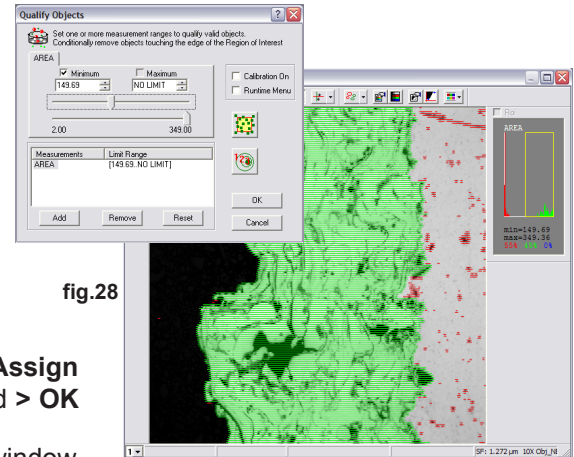 Qualify Objects
Set one or more measurement ranges to qualify valid objects.
Conditionally remove objects touching the edge of the Region of Interest
AREA
Minimum
Maximum
149.69
NO LIMIT
Calibration On
Runtime Menu
2.00
349.00
Measurements
Limit Range
AREA
[149.69. NO LIMIT]
Add
Remove
Reset
OK
Cancel
AREA
min=149.69
max=349.36
fig.28
Assign
d > OK
window
1
SF: 1.272 µm 10X Obj_NI